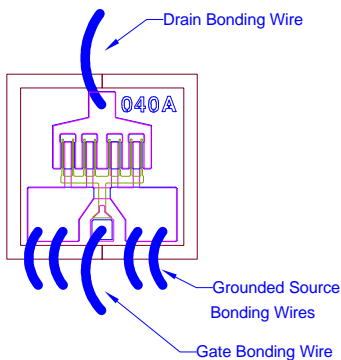 Drain Bonding Wire
040A
Grounded Source
Bonding Wires
Gate Bonding Wire